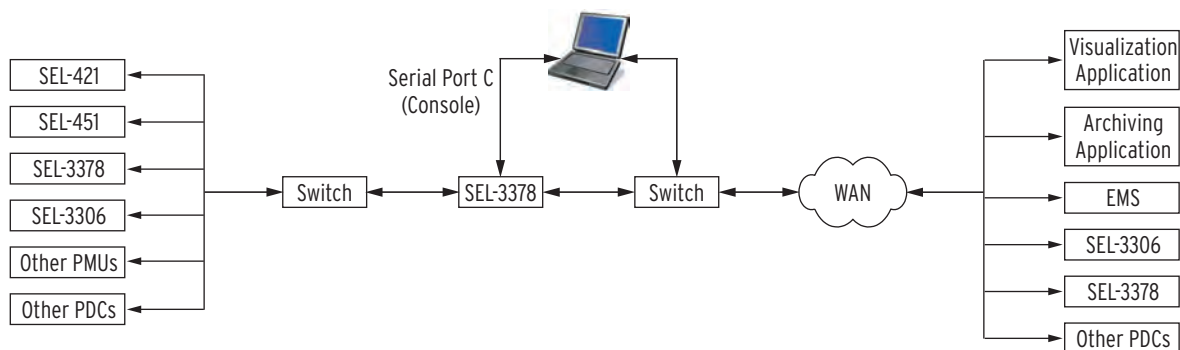 SEL-421
SEL-451
SEL-3378
SEL-3306
Other PMUs
Other PDCs
Switch
Serial Port C
(Console)
SEL-3378
Switch
WAN
Visualization
Application
Archiving
Application
EMS
SEL-3306
SEL-3378
Other PDCs